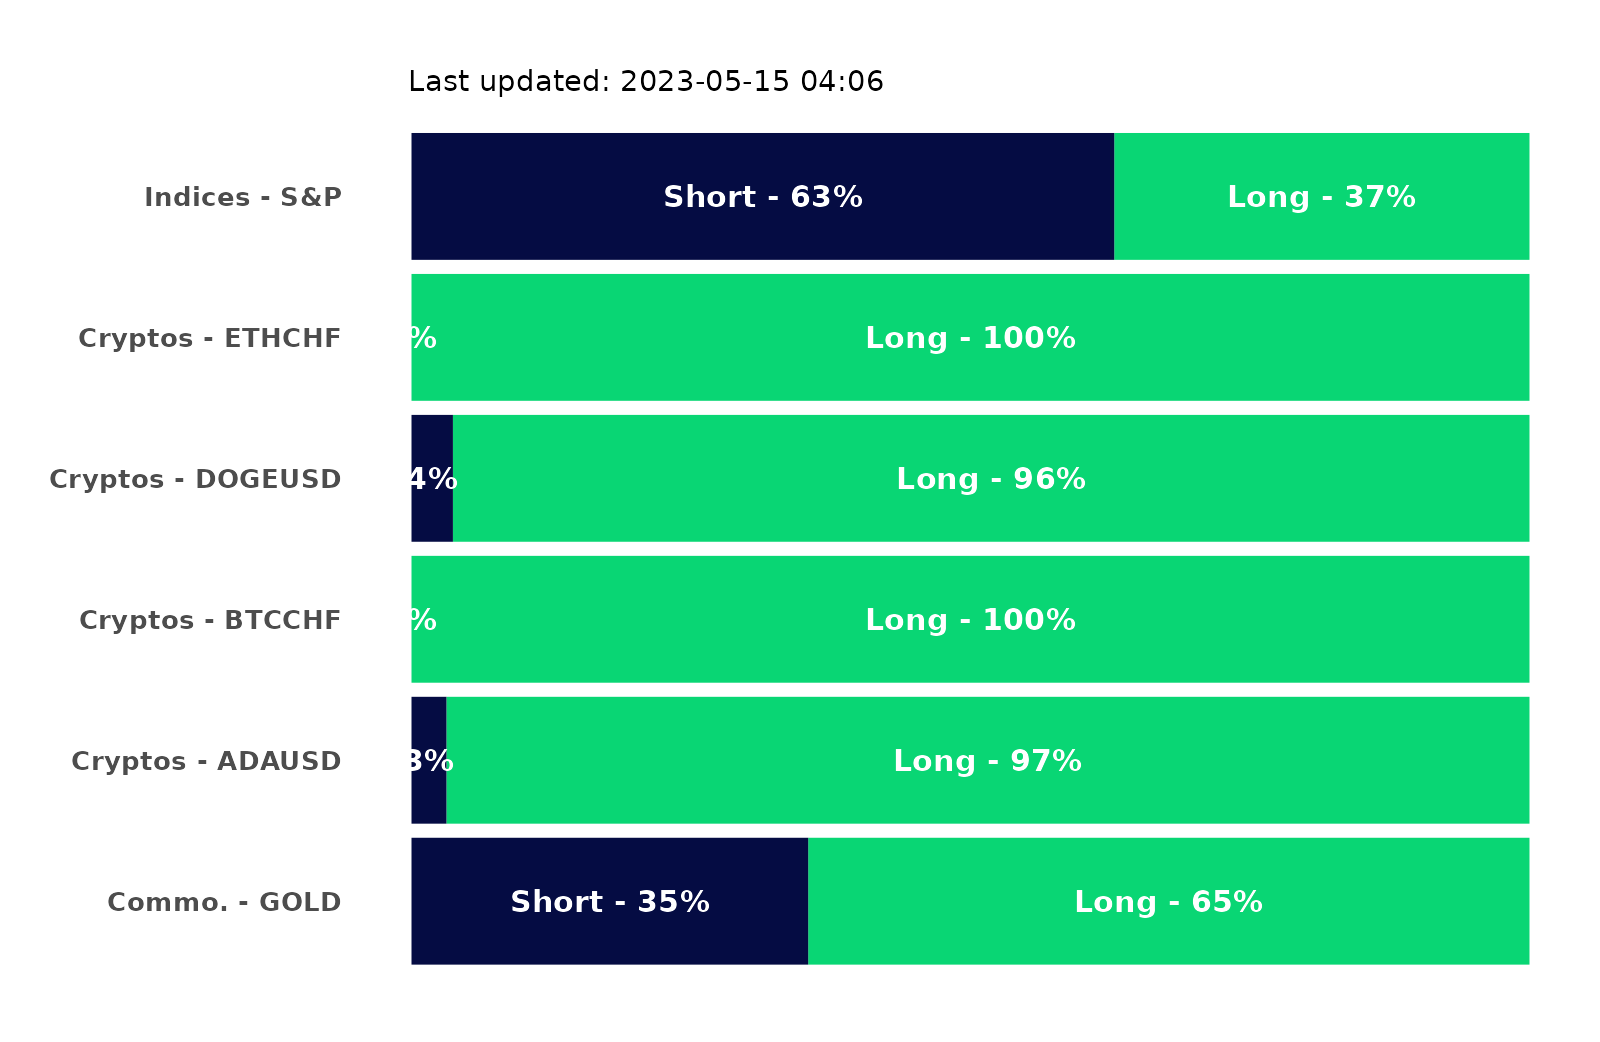 Last updated: 2023-05-15 04:06
Indices - S&P Short - 63% Long - 37%
Cryptos - ETHCHF % Long - 100%
Cryptos - DOGEUSD 4% Long - 96%
Cryptos - BTCCHF % Long - 100%
Cryptos - ADAUSD 3% Long - 97%
Commo. - GOLD Short - 35% Long - 65%